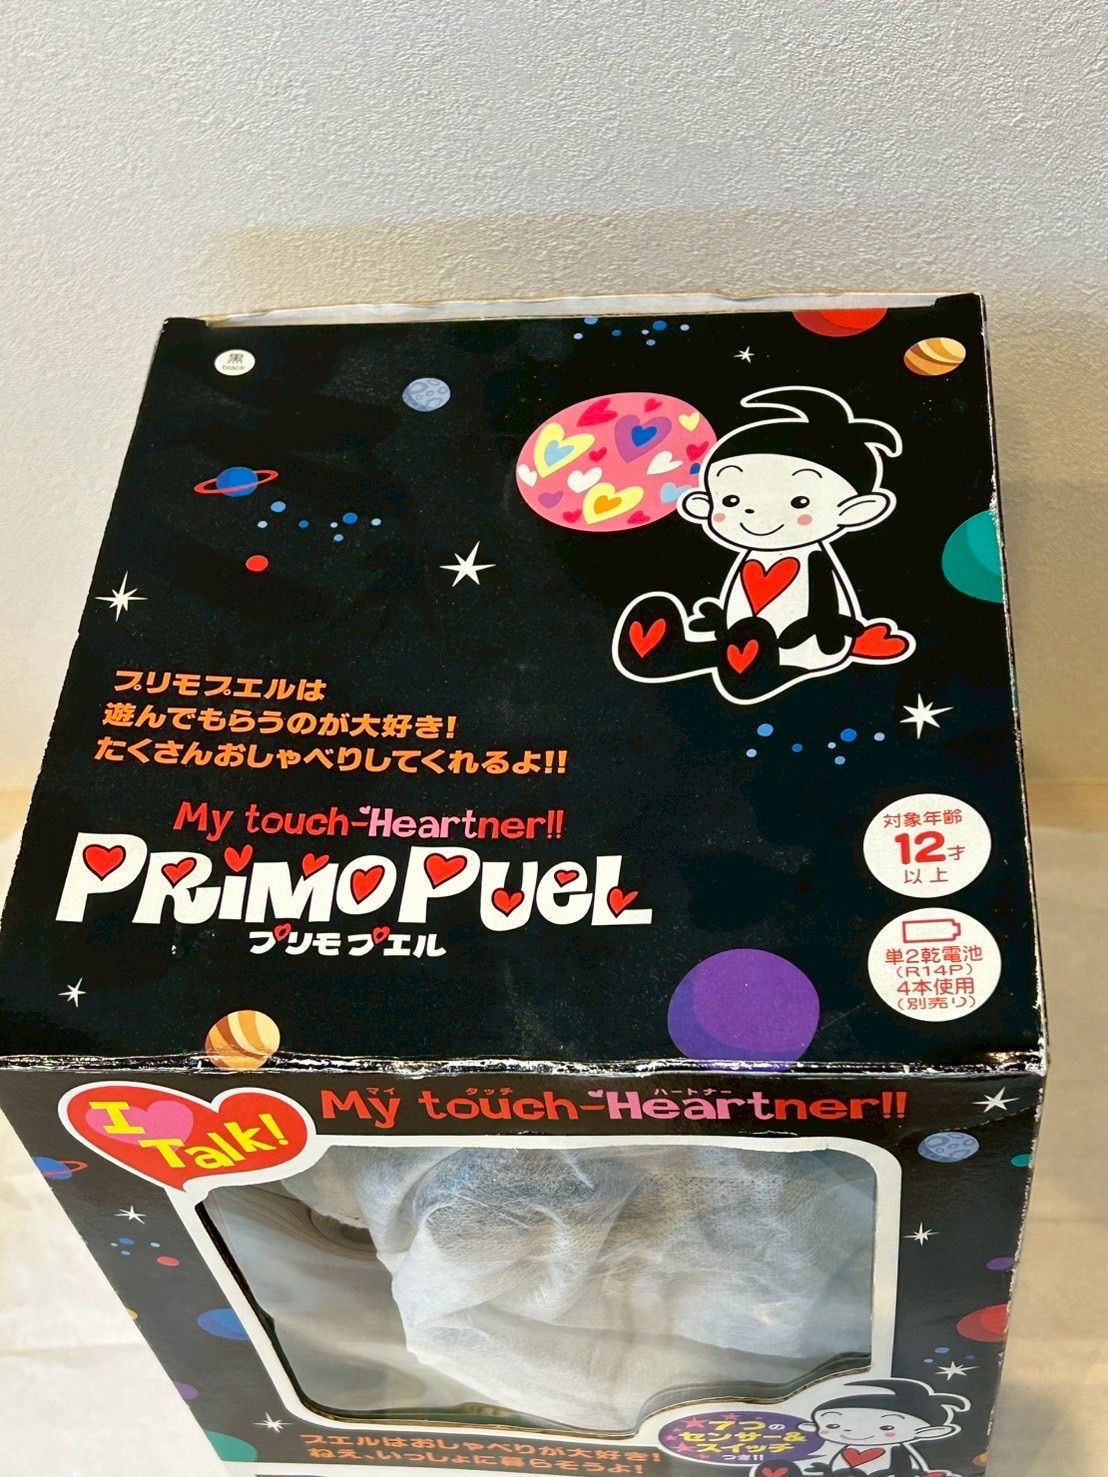 黒
black
プリモプエルは
遊んでもらうのが大好き!
たくさんおしゃべりしてくれるよ!!
My touch-Heartner!!
PRiMO PUeL
プリモプエル
対象年齢
12才
以上
単2乾電池
(R14P)
4本使用
(別売り)
I
Talk!
マイ タッチ ハートナー
My touch-Heartner!!
7つの
センサー&
スイッチ
つき!!
プエルはおしゃべりが大好き!
ねえ、いっしょに暮らそうよ!